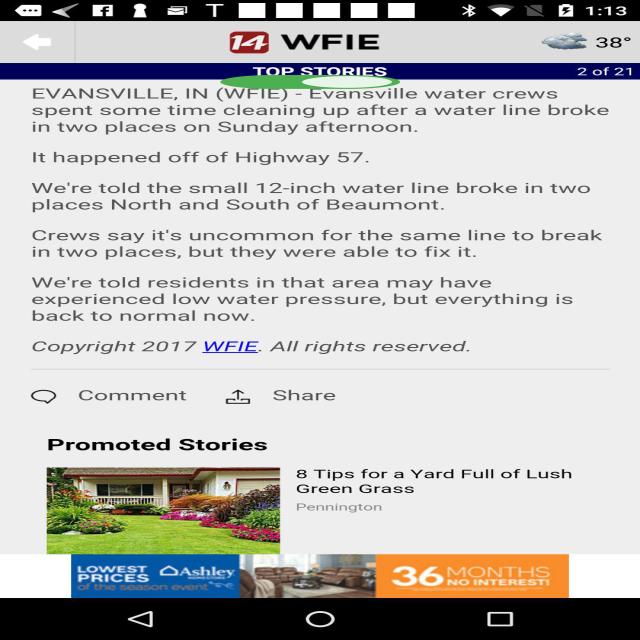 1:13
14 WFIE
38°
TOP STORIES
2 of 21
EVANSVILLE, IN (WFIE) - Evansville water crews
spent some time cleaning up after a water line broke
in two places on Sunday afternoon.
It happened off of Highway 57.
We're told the small 12-inch water line broke in two
places North and South of Beaumont.
Crews say it's uncommon for the same line to break
in two places, but they were able to fix it.
We're told residents in that area may have
experienced low water pressure, but everything is
back to normal now.
Copyright 2017 WFIE. All rights reserved.
Comment
Share
Promoted Stories
8 Tips for a Yard Full of Lush
Green Grass
Pennington
LOWEST
PRICES
of the season event
Ashley
HOMESTORE
36 MONTHS
NO INTEREST!